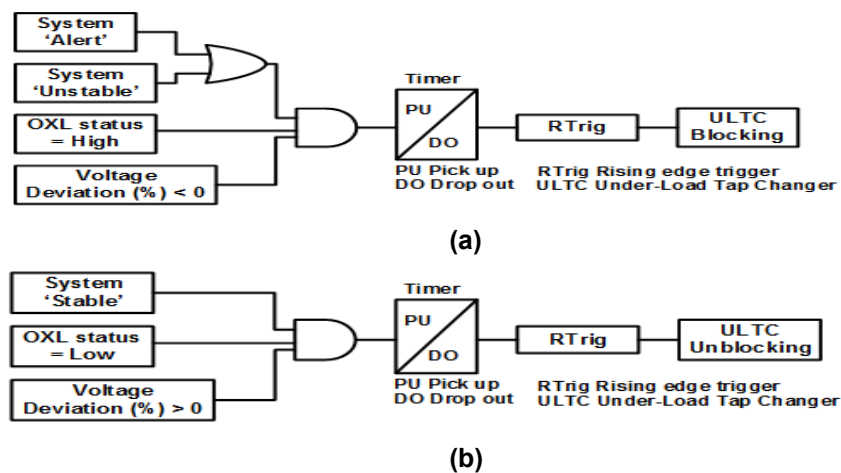 System
‘Alert’
System
‘Unstable’
OXL status
= High
Voltage
Deviation (%) < 0
Timer
PU
DO
PU Pick up
DO Drop out
RTrig
ULTC
Blocking
RTrig Rising edge trigger
ULTC Under-Load Tap Changer
(a)
System
‘Stable’
OXL status
=Low
Voltage
Deviation (%) > 0
Timer
PU
DO
PU Pick up
DO Drop out
RTrig
ULTC
Unblocking
RTrig Rising edge trigger
ULTC Under-Load Tap Changer
(b)